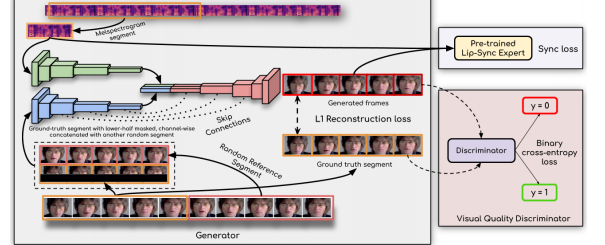 Melspectrogram
segment
Pre-trained
Lip-Sync Expert
Sync loss
Generated frames
Skip
Connections
L1 Reconstruction loss
Ground-truth segment with lower-half masked, channel-wise
concatenated with another random segment
Ground truth segment
Random Reference
Segment
y = 0
Discriminator
Binary
cross-entropy
loss
y = 1
Visual Quality Discriminator
Generator